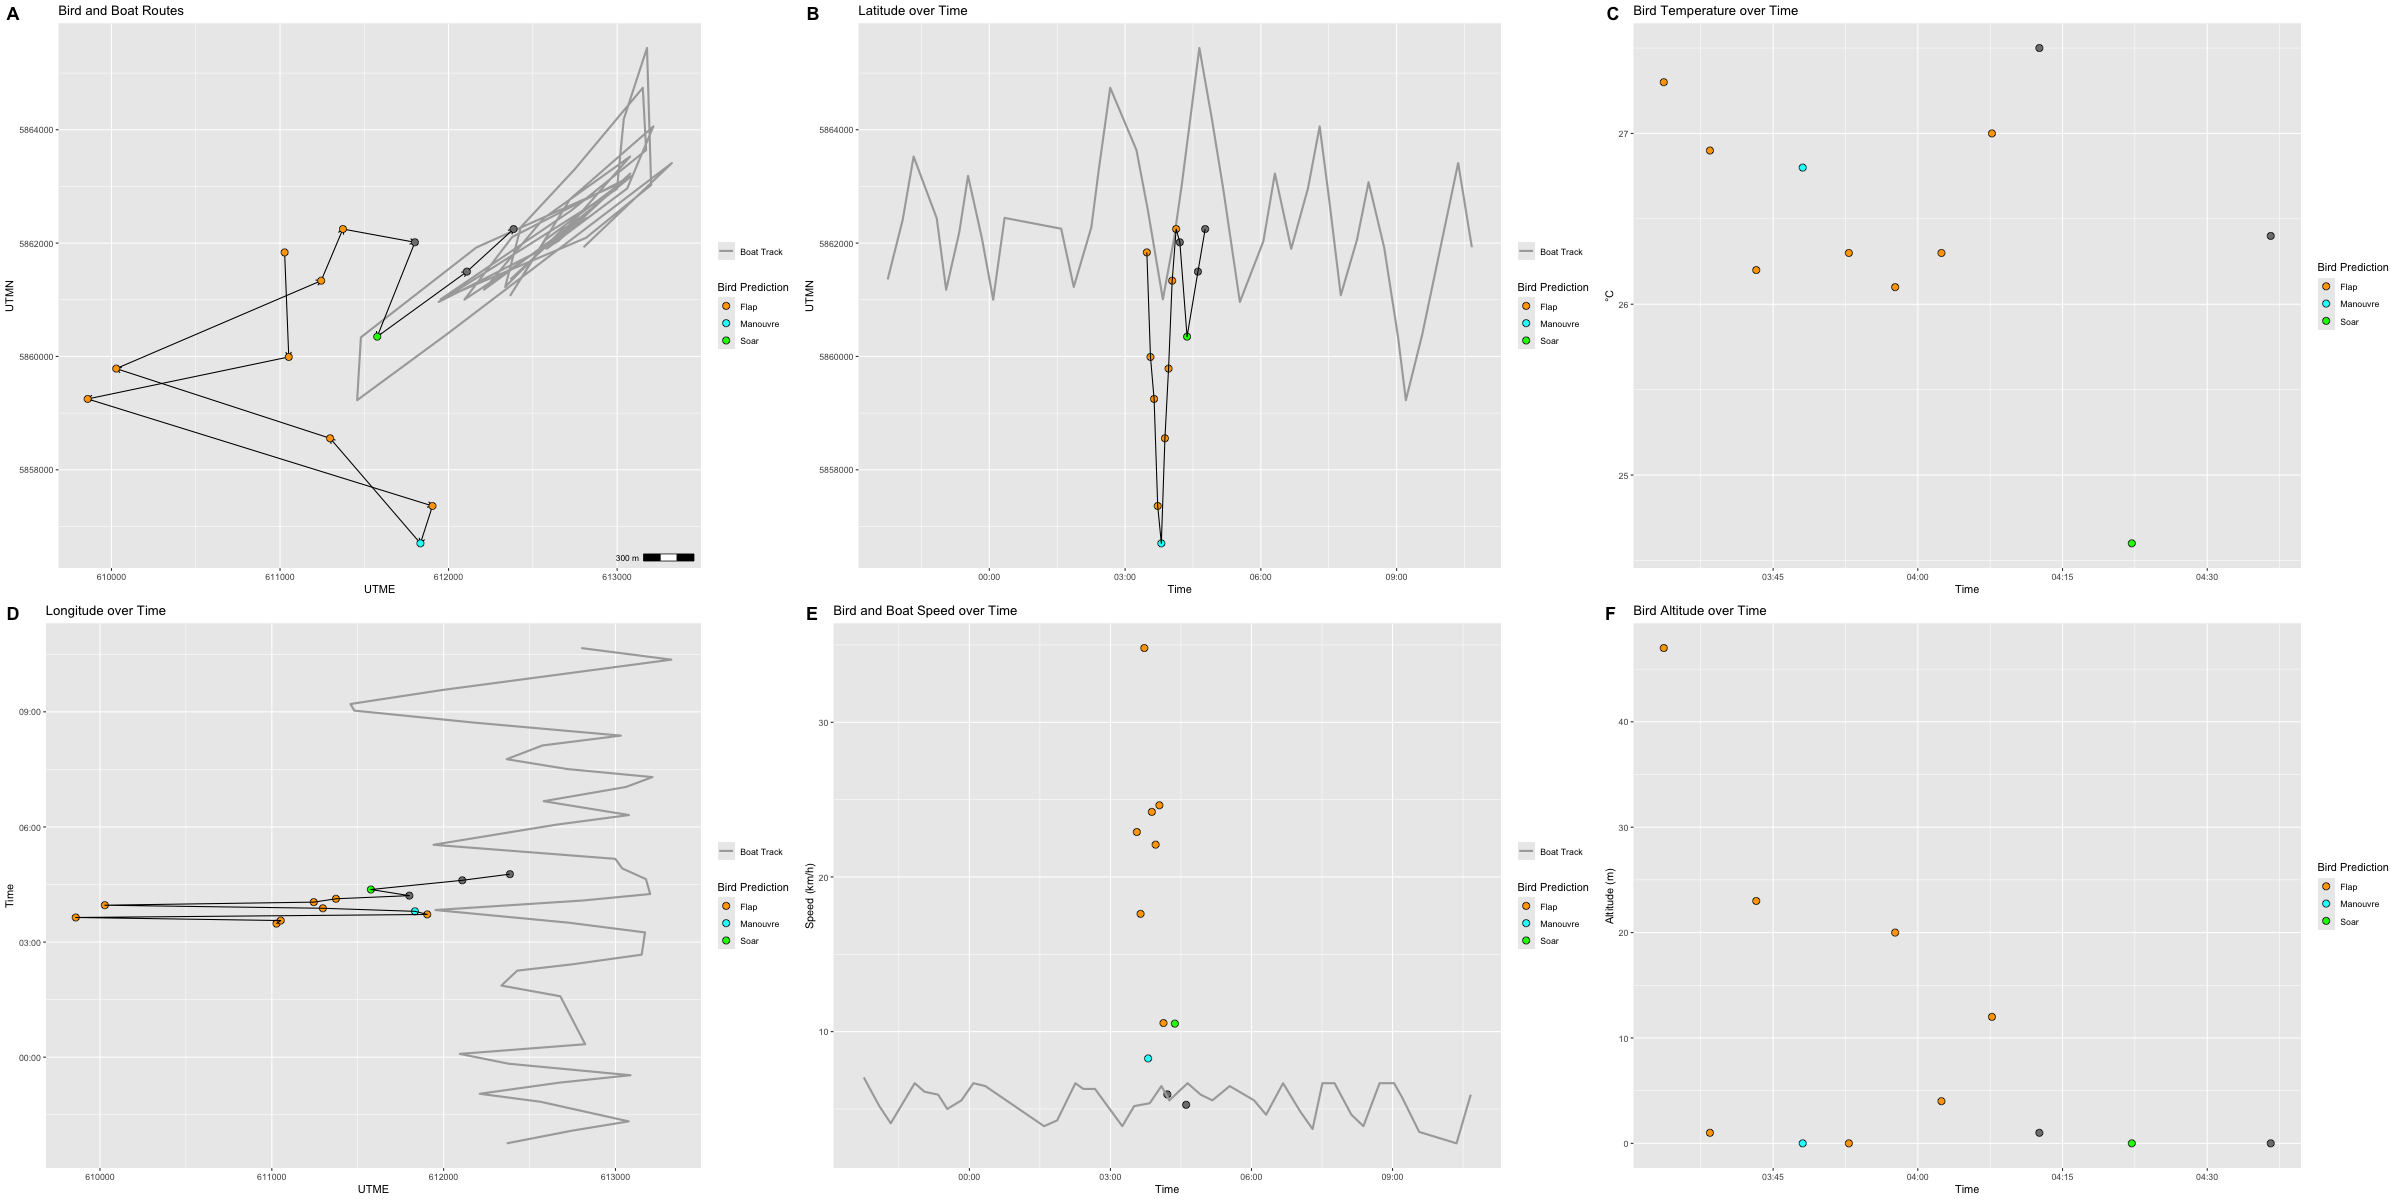 A Bird and Boat Routes
UTMN
5864000
5862000
5860000
5858000
610000 611000 612000 613000
UTME
300 m
Boat Track
Bird Prediction
Flap
Manouvre
Soar
B Latitude over Time
UTMN
5864000
5862000
5860000
5858000
00:00 03:00 06:00 09:00
Time
Boat Track
Bird Prediction
Flap
Manouvre
Soar
C Bird Temperature over Time
°C
27
26
25
03:45 04:00 04:15 04:30
Time
Bird Prediction
Flap
Manouvre
Soar
D Longitude over Time
Time
09:00
06:00
03:00
00:00
610000 611000 612000 613000
UTME
Boat Track
Bird Prediction
Flap
Manouvre
Soar
E Bird and Boat Speed over Time
Speed (km/h)
30
20
10
00:00 03:00 06:00 09:00
Time
Boat Track
Bird Prediction
Flap
Manouvre
Soar
F Bird Altitude over Time
Altitude (m)
40
30
20
10
0
03:45 04:00 04:15 04:30
Time
Bird Prediction
Flap
Manouvre
Soar